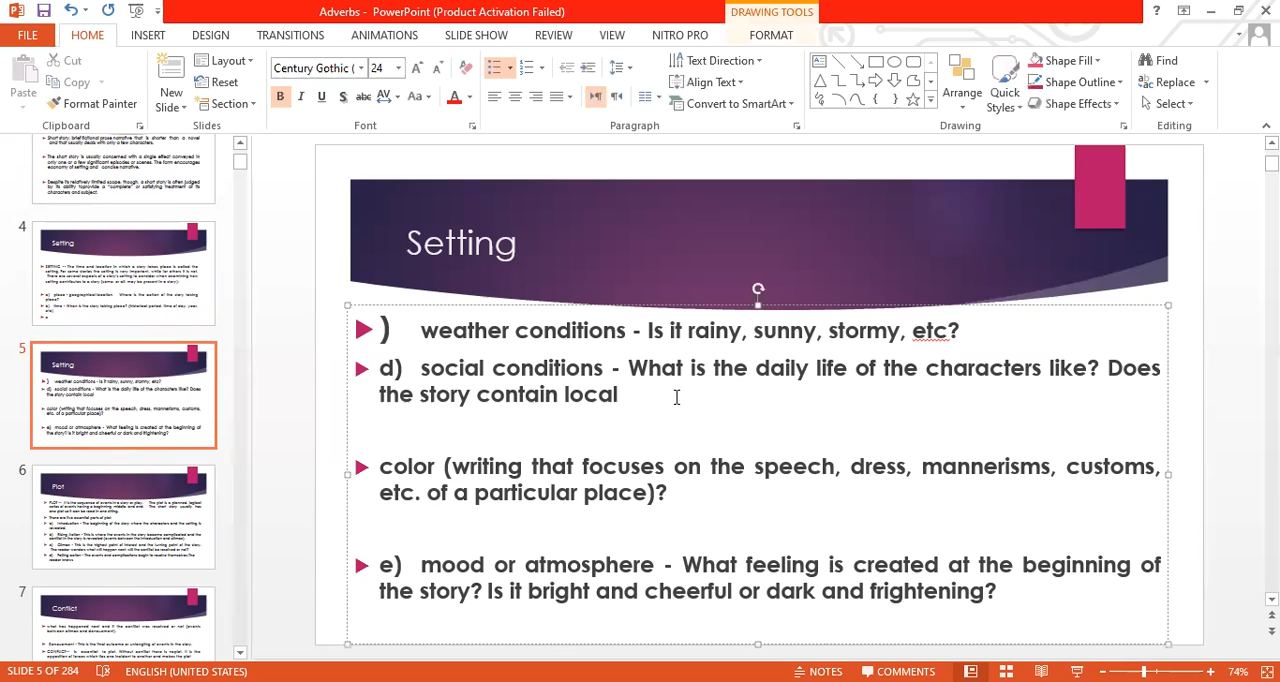 Adverbs - PowerPoint (Product Activation Failed)
DRAWING TOOLS
FILE HOME INSERT DESIGN TRANSITIONS ANIMATIONS SLIDE SHOW REVIEW VIEW NITRO PRO FORMAT
Paste
Cut
Copy
Format Painter
Clipboard
New Slide
Layout
Reset
Section
Slides
Century Gothic ( 24
B I U S abc AV Aa A
Font
Text Direction
Align Text
Convert to SmartArt
Paragraph
Arrange
Quick Styles
Shape Fill
Shape Outline
Shape Effects
Drawing
Find
Replace
Select
Editing
4
Setting
5
Setting
6
Plot
7
Conflict
Setting
) weather conditions - Is it rainy, sunny, stormy, etc?
d) social conditions - What is the daily life of the characters like? Does
the story contain local
color (writing that focuses on the speech, dress, mannerisms, customs,
etc. of a particular place)?
e) mood or atmosphere - What feeling is created at the beginning of
the story? Is it bright and cheerful or dark and frightening?
SLIDE 5 OF 284 ENGLISH (UNITED STATES) NOTES COMMENTS 74%